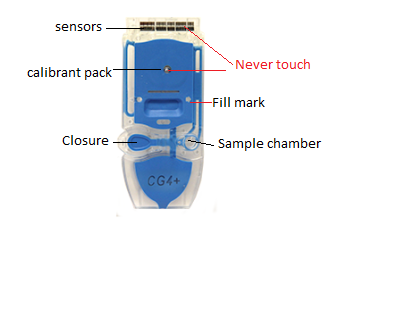 sensors
Never touch
calibrant pack
Fill mark
Closure
Sample chamber
CG4+